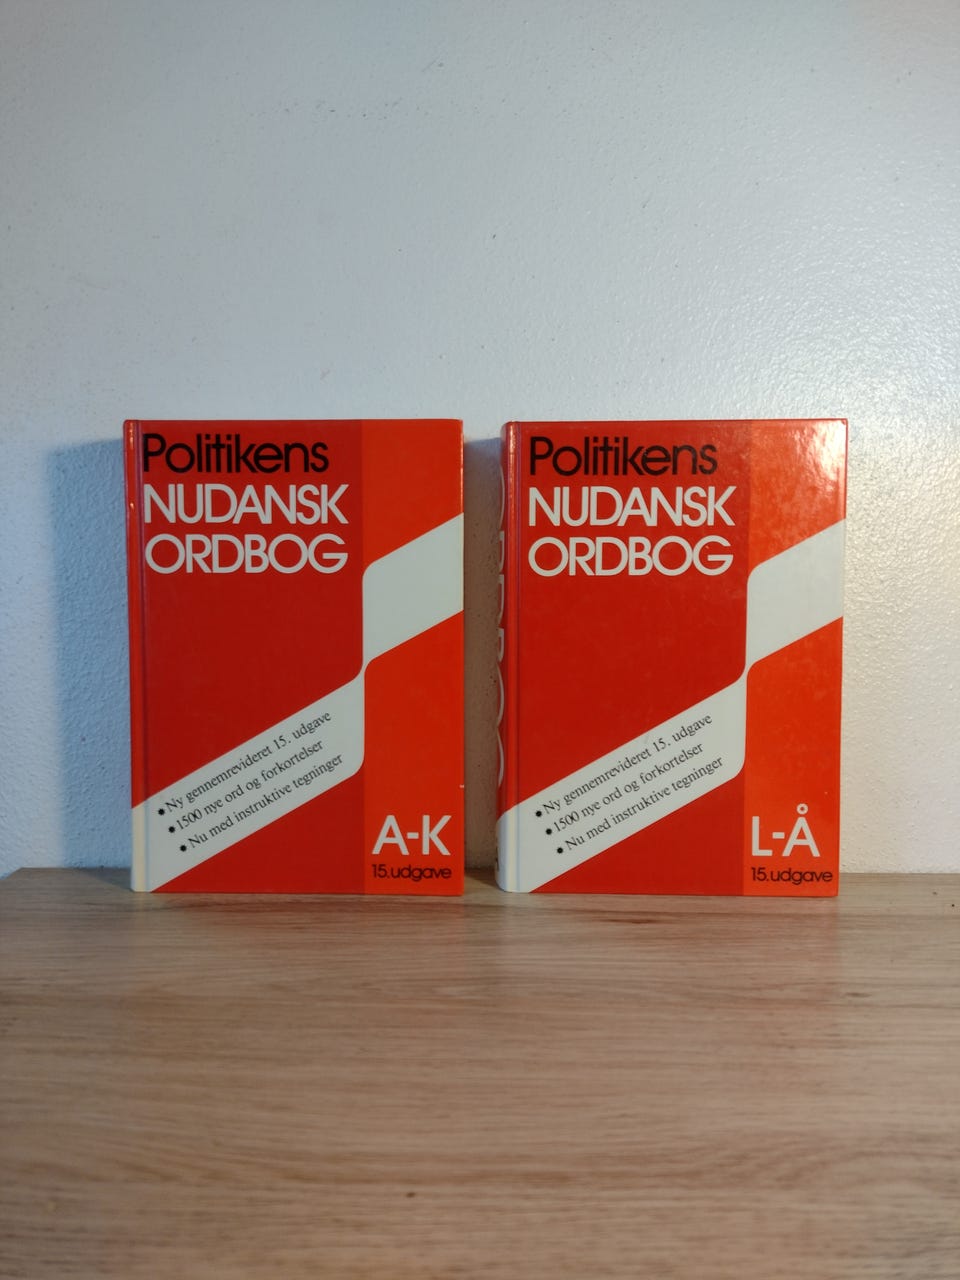 Politikens
NUDANSK
ORDBOG
* Ny gennemrevideret 15. udgave
* 1500 nye ord og forkortelser
* Nu med instruktive tegninger
A-K
15. udgave
Politikens
NUDANSK
ORDBOG
* Ny gennemrevideret 15. udgave
* 1500 nye ord og forkortelser
* Nu med instruktive tegninger
L-Å
15. udgave
ORDBOG